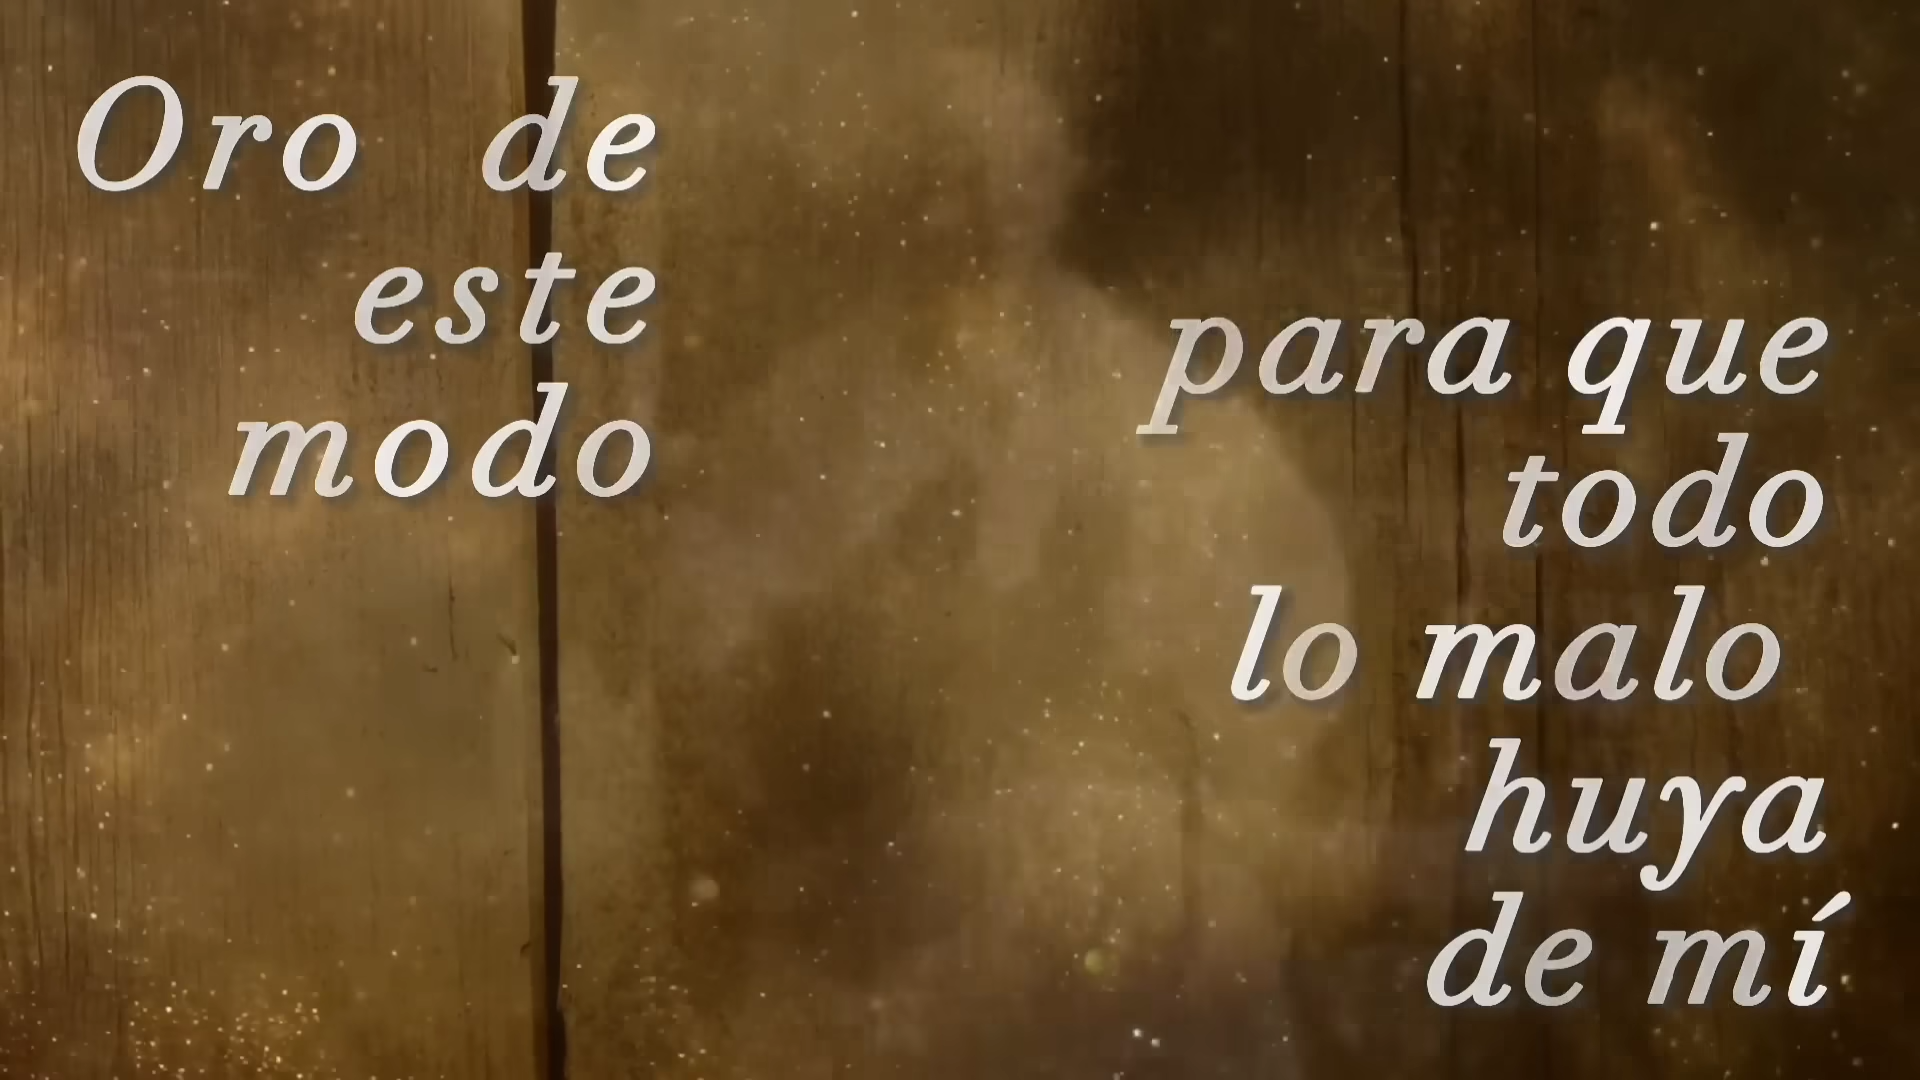 Oro de
este
modo
para que
todo
lo malo
huya
de mí